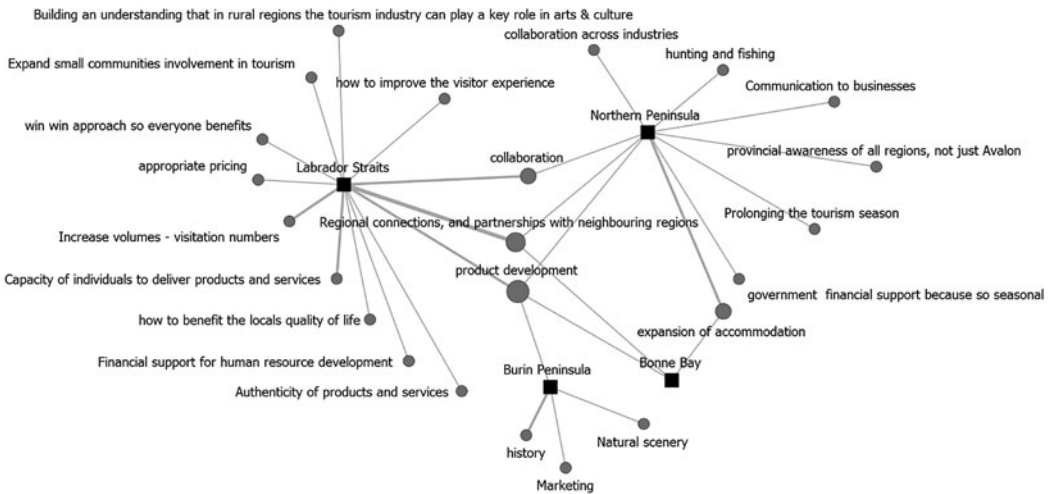 Building an understanding that in rural regions the tourism industry can play a key role in arts & culture
collaboration across industries
hunting and fishing
Expand small communities involvement in tourism
how to improve the visitor experience
Communication to businesses
Northern Peninsula
win win approach so everyone benefits
provincial awareness of all regions, not just Avalon
collaboration
appropriate pricing
Labrador Straits
Prolonging the tourism season
Regional connections, and partnerships with neighbouring regions
Increase volumes - visitation numbers
product development
Capacity of individuals to deliver products and services
government  financial support because so seasonal
how to benefit the locals quality of life
expansion of accommodation
Financial support for human resource development
Burin Peninsula
Bonne Bay
Authenticity of products and services
Natural scenery
history
Marketing